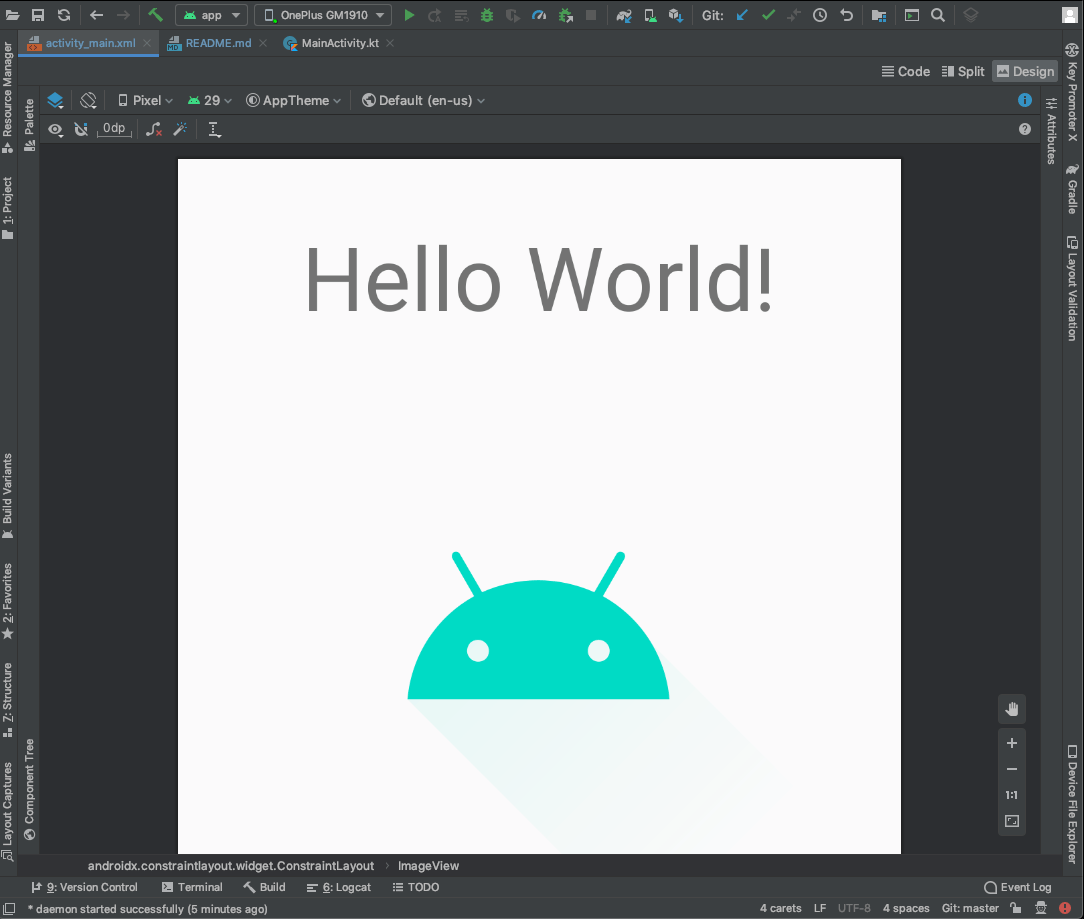 app
OnePlus GM1910
Git:
activity_main.xml
README.md
MainActivity.kt
Code
Split
Design
Pixel
29
AppTheme
Default (en-us)
0dp
Resource Manager
1: Project
Build Variants
2: Favorites
7: Structure
Layout Captures
Palette
Component Tree
Hello World!
Attributes
Key Promoter X
Gradle
Layout Validation
Device File Explorer
1:1
androidx.constraintlayout.widget.ConstraintLayout
ImageView
9: Version Control
Terminal
Build
6: Logcat
TODO
Event Log
* daemon started successfully (5 minutes ago)
4 carets
LF
UTF-8
4 spaces
Git: master